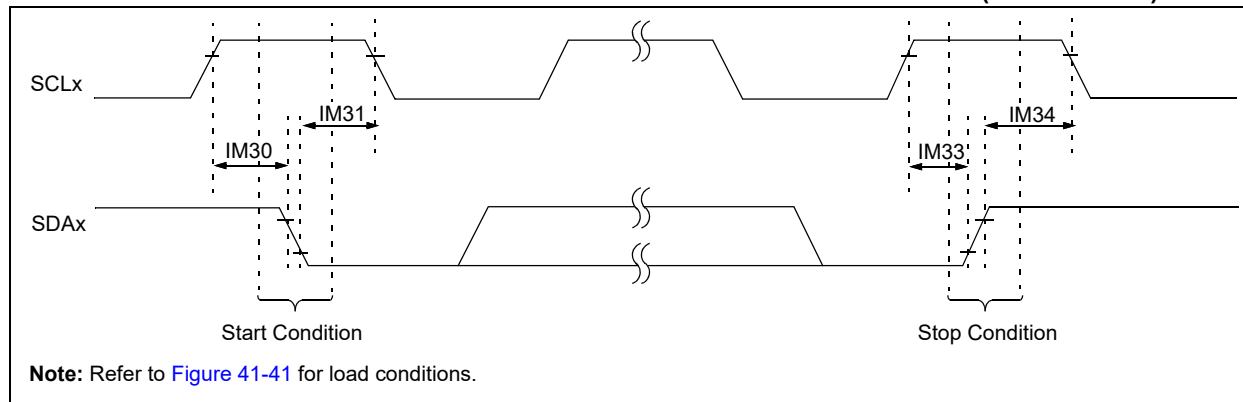 SCLx
IM31
IM34
IM30
IM33
SDAx
Start Condition
Stop Condition
Note: Refer to Figure 41-41 for load conditions.